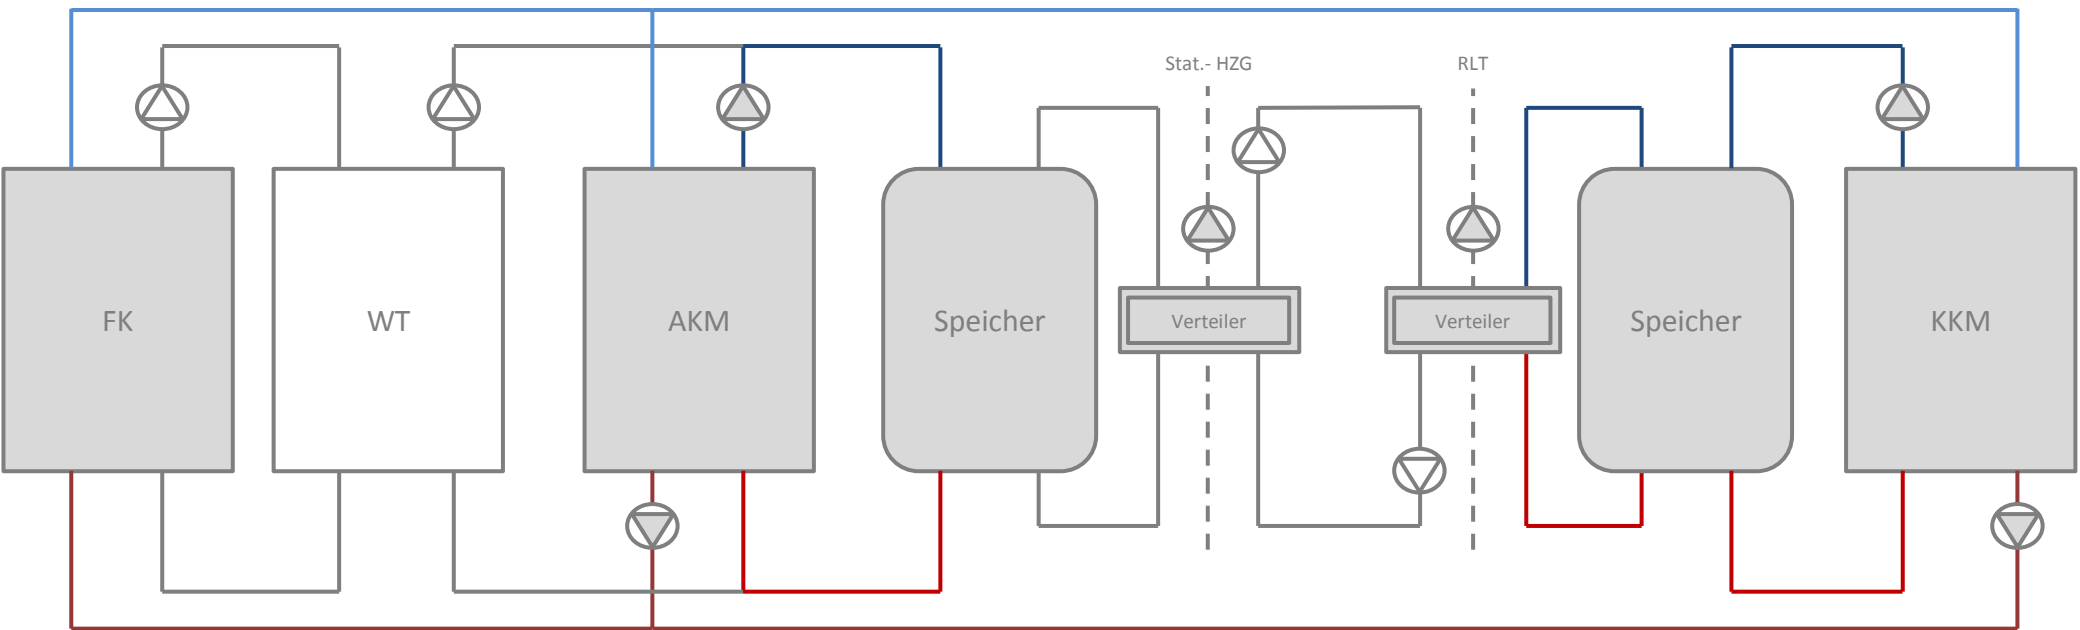 Stat.- HZG
RLT
FK
WT
AKM
Speicher
Verteiler
Verteiler
Speicher
KKM